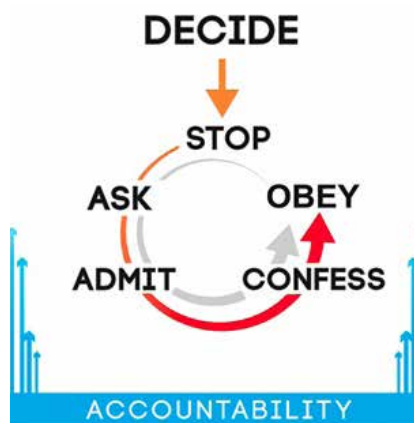 DECIDE
STOP
ASK
OBEY
ADMIT
CONFESS
ACCOUNTABILITY